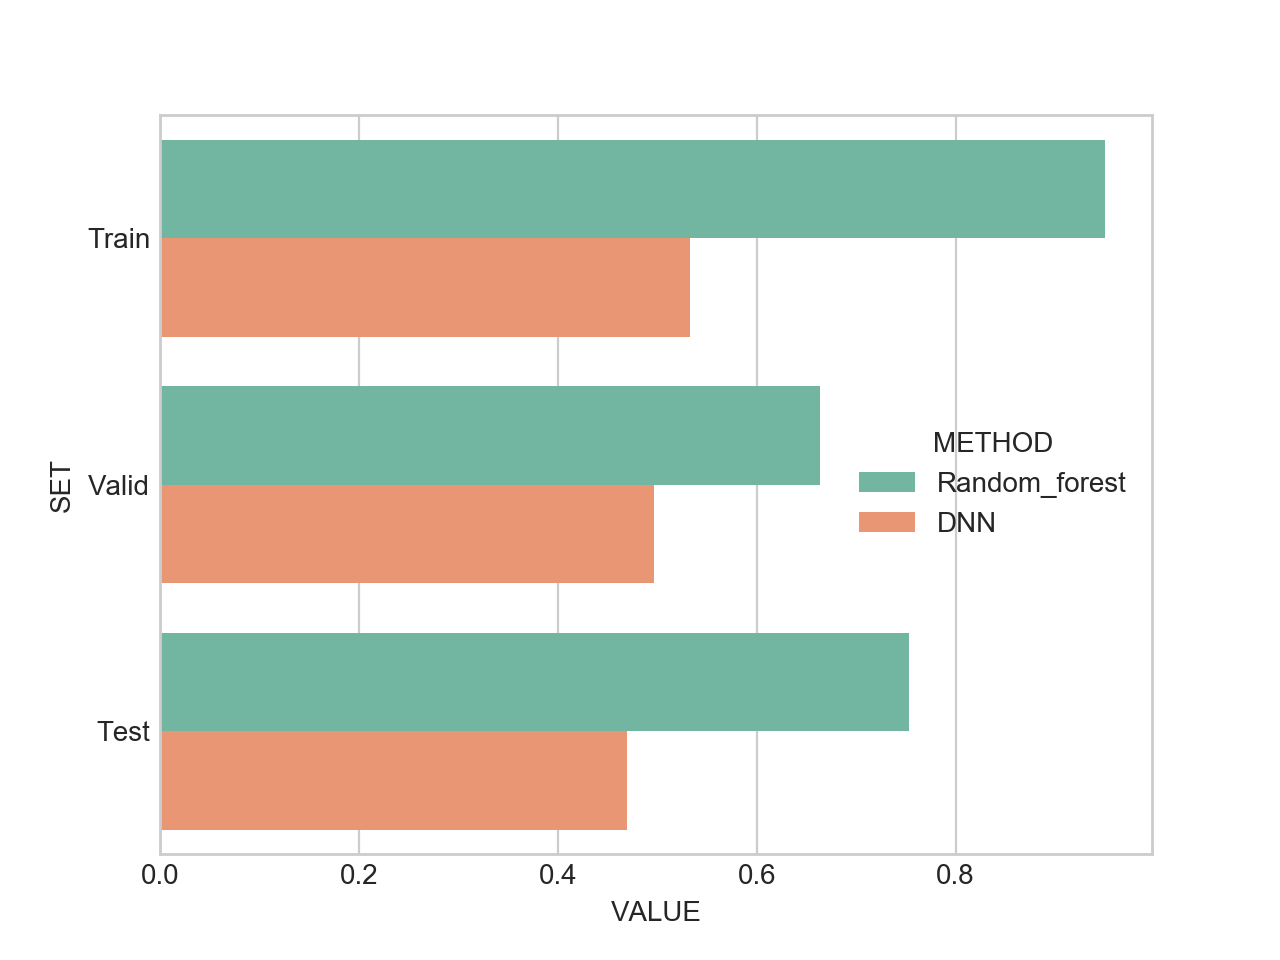 Train
Valid
Test
SET
METHOD
Random_forest
DNN
0.0 0.2 0.4 0.6 0.8
VALUE